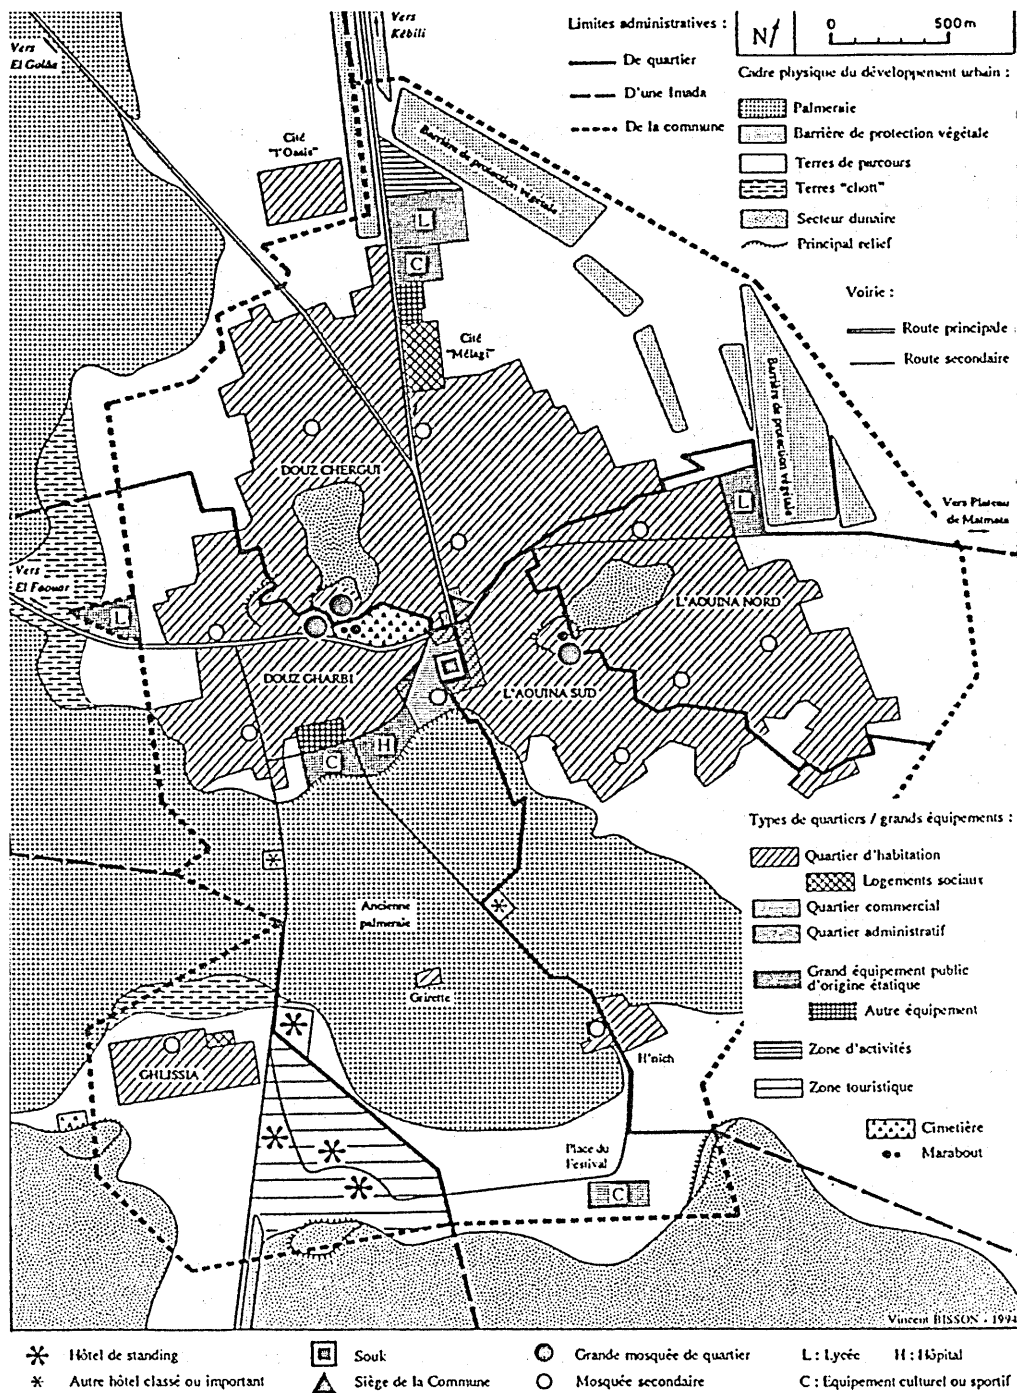 Vers
El Golâa
Vers
Kébili
Limites administratives :
De quartier
D'une Imada
De la commune
N
0 500 m
Cadre physique du développement urbain :
Palmeraie
Barrière de protection végétale
Terres de parcours
Terres "chott"
Secteur dunaire
Principal relief
Voirie :
Route principale
Route secondaire
Cité
"l'Oasis"
Barrière de protection végétale
L
C
Cité
"Mélagi"
Barrière de protection végétale
DOUZ CHERGUI
L
Vers Plateau
de Matmata
Vers
El Faouar
L
L'AOUINA NORD
DOUZ GHARBI
L'AOUINA SUD
H
C
Ancienne
palmeraie
Grirette
H'nich
GHLISSIA
Place du
Festival
C
Types de quartiers / grands équipements :
Quartier d'habitation
Logements sociaux
Quartier commercial
Quartier administratif
Grand équipement public
d'origine étatique
Autre équipement
Zone d'activités
Zone touristique
Cimetière
Marabout
Vincent BISSON - 1994
Hôtel de standing
Autre hôtel classé ou important
Souk
Siège de la Commune
Grande mosquée de quartier
Mosquée secondaire
L : Lycée H : Hôpital
C : Equipement culturel ou sportif